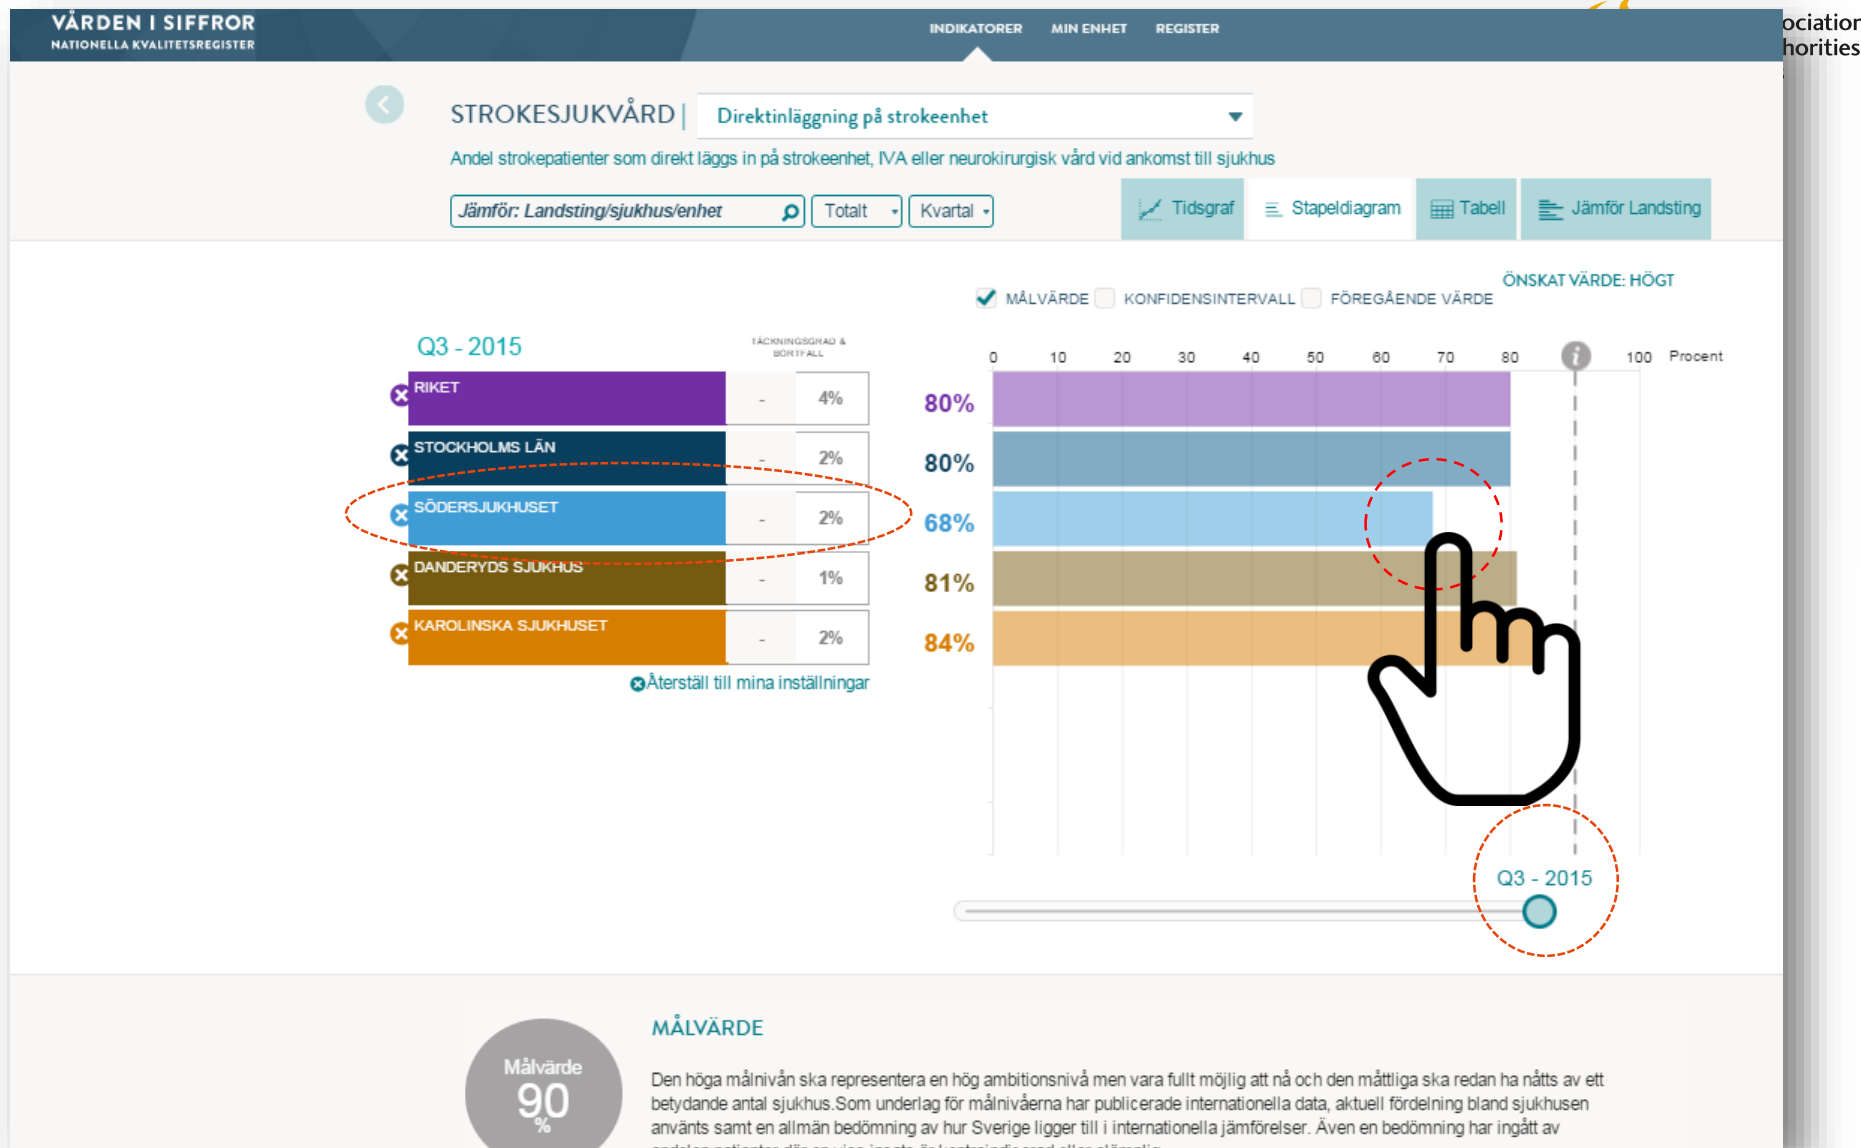 VÅRDEN I SIFFROR
NATIONELLA KVALITETSREGISTER
INDIKATORER MIN ENHET REGISTER
ociation
horities
STROKESJUKVÅRD | Direktinläggning på strokeenhet
Andel strokepatienter som direkt läggs in på strokeenhet, IVA eller neurokirurgisk vård vid ankomst till sjukhus
Jämför: Landsting/sjukhus/enhet Totalt Kvartal
Tidsgraf Stapeldiagram Tabell Jämför Landsting
ÖNSKAT VÄRDE: HÖGT
MÅLVÄRDE KONFIDENSINTERVALL FÖREGÅENDE VÄRDE
Q3 - 2015
TÄCKNINGSGRAD &
BORTFALL
0 10 20 30 40 50 60 70 80 i 100 Procent
RIKET - 4% 80%
STOCKHOLMS LÄN - 2% 80%
SÖDERSJUKHUSET - 2% 68%
DANDERYDS SJUKHUS - 1% 81%
KAROLINSKA SJUKHUSET - 2% 84%
Återställ till mina inställningar
Q3 - 2015
MÅLVÄRDE
Målvärde
90
%
Den höga målnivån ska representera en hög ambitionsnivå men vara fullt möjlig att nå och den måttliga ska redan ha nåtts av ett
betydande antal sjukhus.Som underlag för målnivåerna har publicerade internationella data, aktuell fördelning bland sjukhusen
använts samt en allmän bedömning av hur Sverige ligger till i internationella jämförelser. Även en bedömning har ingått av